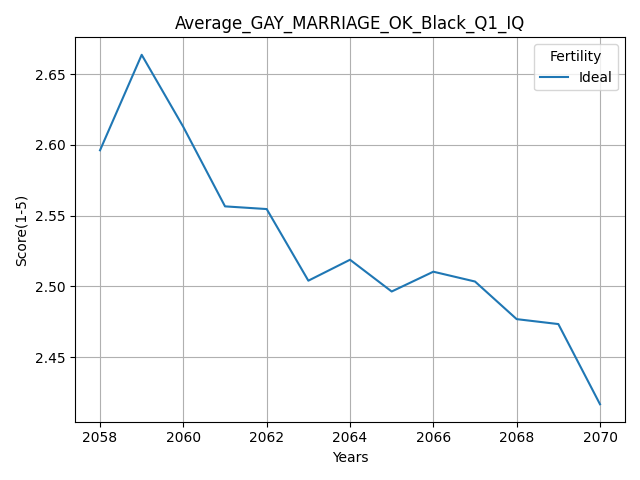 Average_GAY_MARRIAGE_OK_Black_Q1_IQ
Fertility
Ideal
Score(1-5)
2.65
2.60
2.55
2.50
2.45
2058 2060 2062 2064 2066 2068 2070
Years